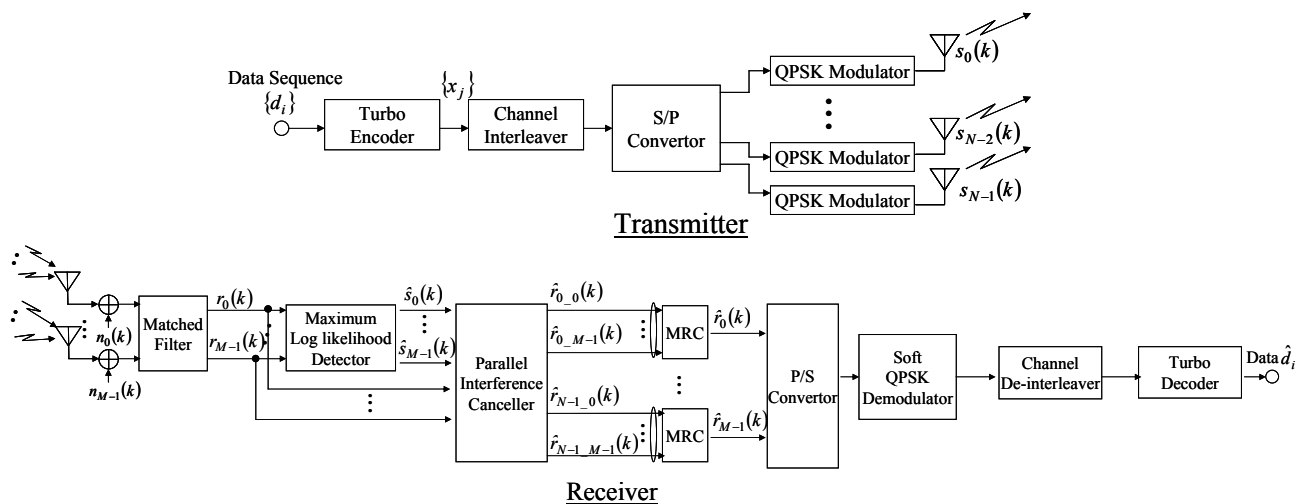 Data Sequence
{d_i}
Turbo
Encoder
{x_j}
Channel
Interleaver
S/P
Convertor
QPSK Modulator
s_0(k)
QPSK Modulator
s_{N-2}(k)
QPSK Modulator
s_{N-1}(k)
Transmitter
n_0(k)
n_{M-1}(k)
Matched
Filter
r_0(k)
r_{M-1}(k)
Maximum
Log likelihood
Detector
ŝ_0(k)
ŝ_{M-1}(k)
Parallel
Interference
Canceller
r̂_{0_0}(k)
r̂_{0_M-1}(k)
r̂_{N-1_0}(k)
r̂_{N-1_M-1}(k)
MRC
MRC
r̂_0(k)
r̂_{M-1}(k)
P/S
Convertor
Soft
QPSK
Demodulator
Channel
De-interleaver
Turbo
Decoder
Data d̂_i
Receiver